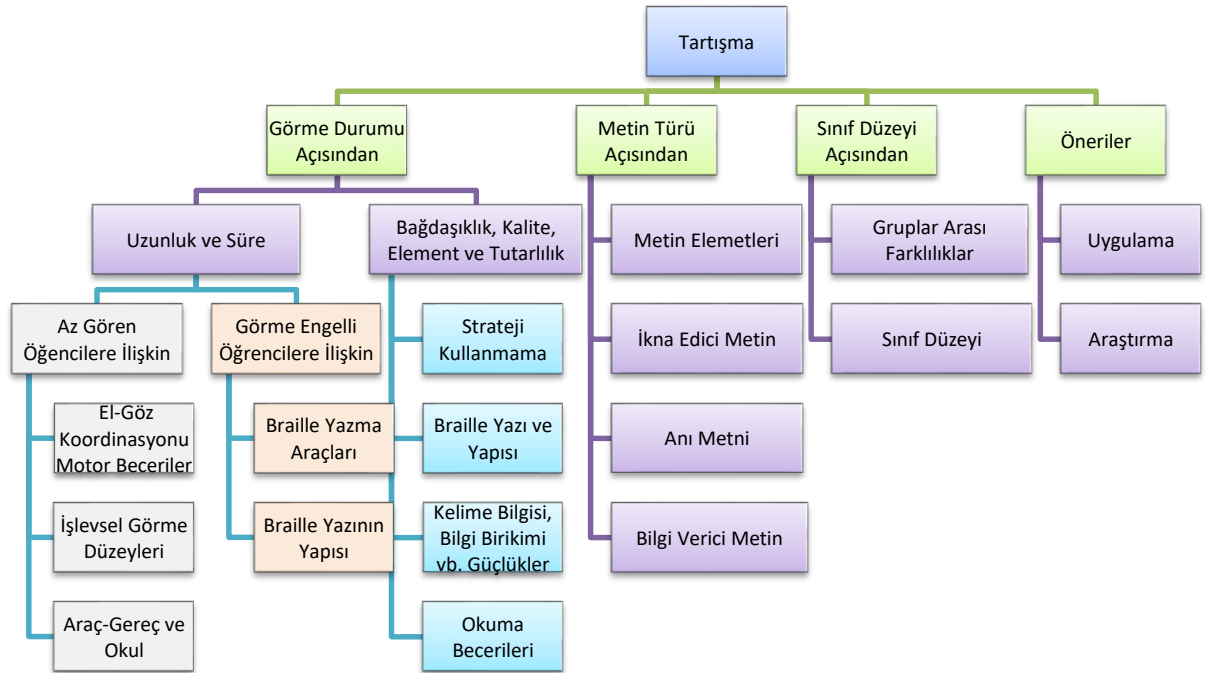 Tartışma
Görme Durumu
Açısından
Metin Türü
Açısından
Sınıf Düzeyi
Açısından
Öneriler
Uzunluk ve Süre
Bağdaşıklık, Kalite,
Element ve Tutarlılık
Metin Elemetleri
Gruplar Arası
Farklılıklar
Uygulama
Az Gören
Öğencilere İlişkin
Görme Engelli
Öğrencilere İlişkin
Strateji
Kullanmama
İkna Edici Metin
Sınıf Düzeyi
Araştırma
El-Göz
Koordinasyonu
Motor Beceriler
Braille Yazma
Araçları
Braille Yazı ve
Yapısı
Anı Metni
İşlevsel Görme
Düzeyleri
Braille Yazının
Yapısı
Kelime Bilgisi,
Bilgi Birikimi
vb. Güçlükler
Bilgi Verici Metin
Araç-Gereç ve
Okul
Okuma
Becerileri